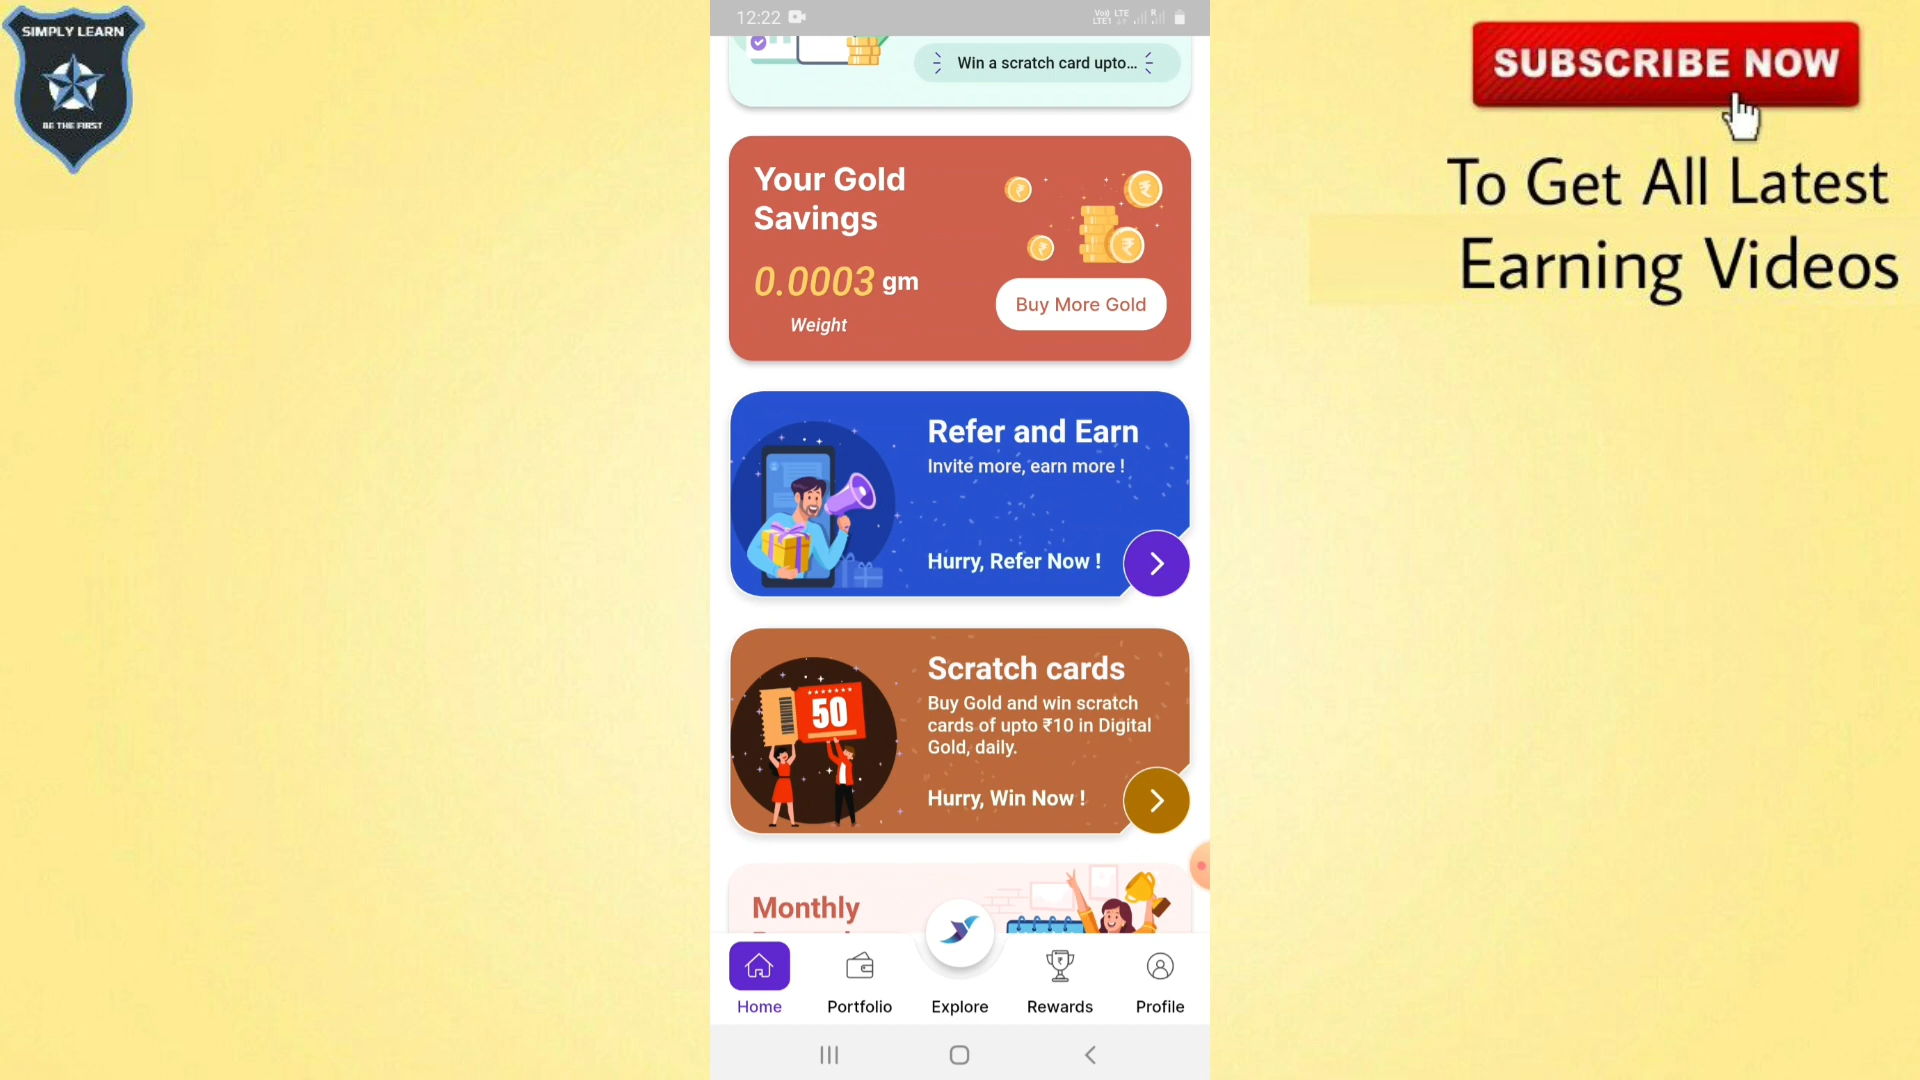 SIMPLY LEARN
BE THE FIRST
12:22
Win a scratch card upto...
Your Gold
Savings
0.0003 gm
Weight
Buy More Gold
Refer and Earn
Invite more, earn more !
Hurry, Refer Now !
50
Scratch cards
Buy Gold and win scratch
cards of upto ₹10 in Digital
Gold, daily.
Hurry, Win Now !
Monthly
Home
Portfolio
Explore
Rewards
Profile
SUBSCRIBE NOW
To Get All Latest
Earning Videos